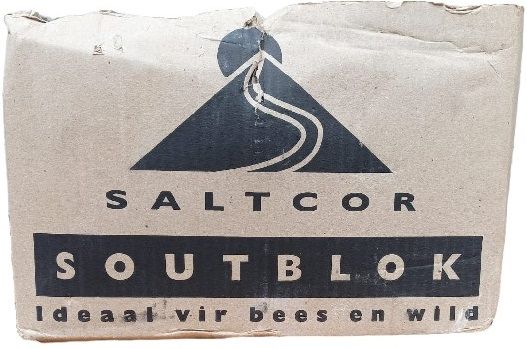 SALTCOR
SOUTBLOK
Ideaal vir bees en wild